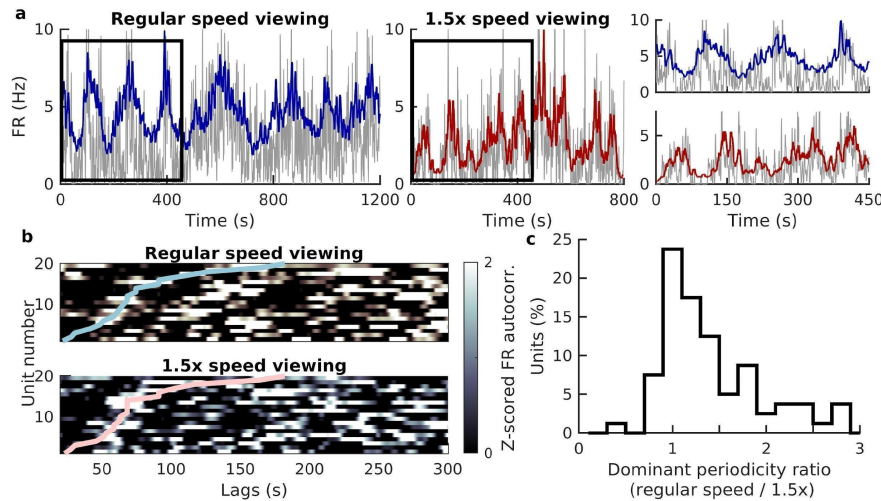 a
Regular speed viewing
1.5x speed viewing
FR (Hz)
10
5
0
0 400 800 1200
Time (s)
10
5
0
0 400 800
Time (s)
10
5
0
5
0
0 150 300 450
Time (s)
b
Regular speed viewing
20
10
1.5x speed viewing
20
10
Unit number
50 100 150 200 250 300
Lags (s)
2
0
Z-scored FR autocorr.
c
25
20
15
10
5
0
Units (%)
0 1 2 3
Dominant periodicity ratio
(regular speed / 1.5x)